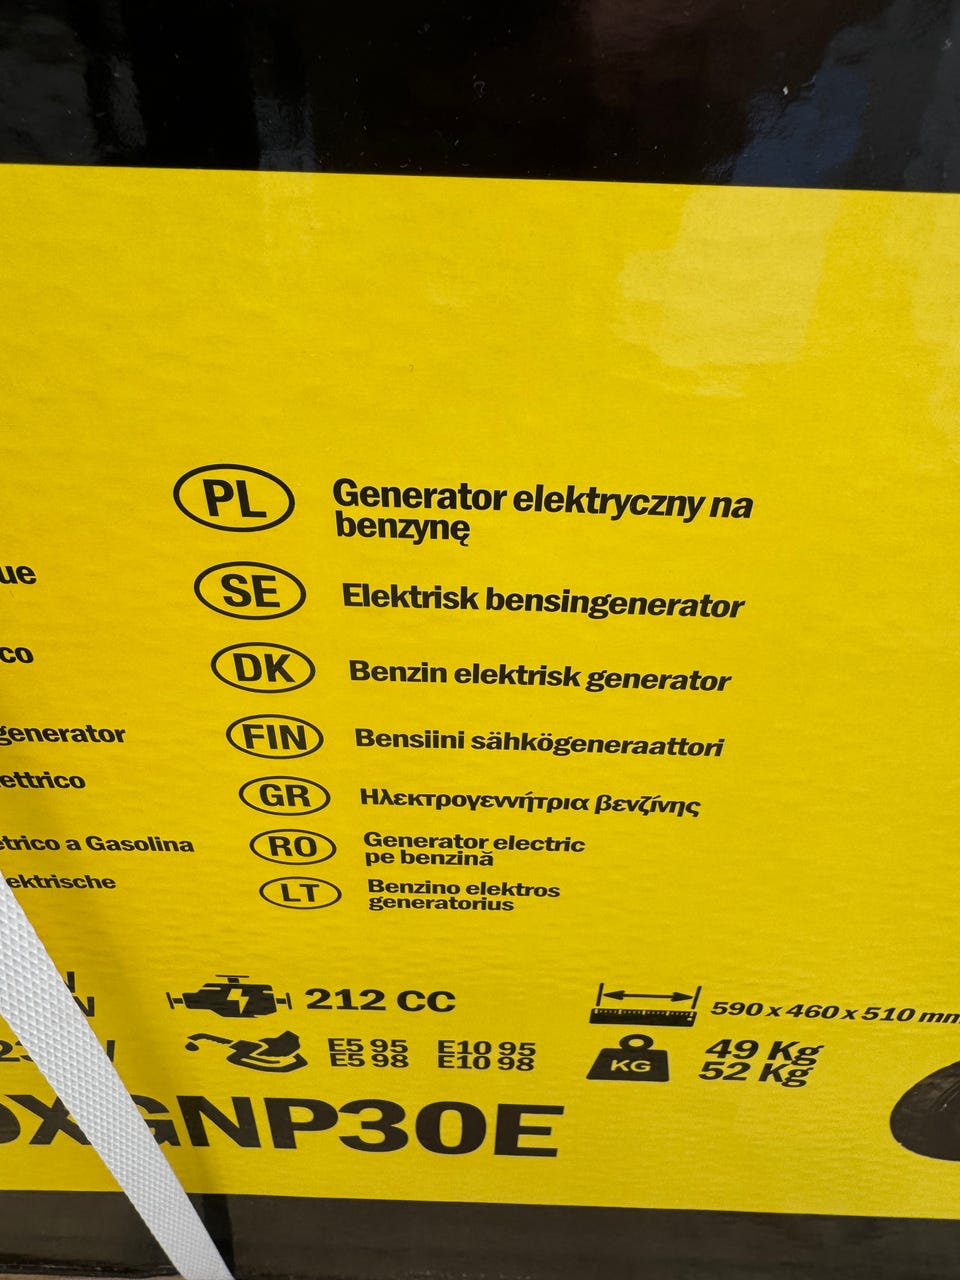 PL
Generator elektryczny na
benzynę
SE
Elektrisk bensingenerator
DK
Benzin elektrisk generator
FIN
Bensiini sähkögeneraattori
GR
Ηλεκτρογεννήτρια βενζίνης
RO
Generator electric
pe benzină
LT
Benzino elektros
generatorius
ue
co
generator
ettrico
trico a Gasolina
ektrische
212 CC
E5 95 E10 95
E5 98 E10 98
590 x 460 x 510 mm
KG
49 Kg
52 Kg
XGNP30E